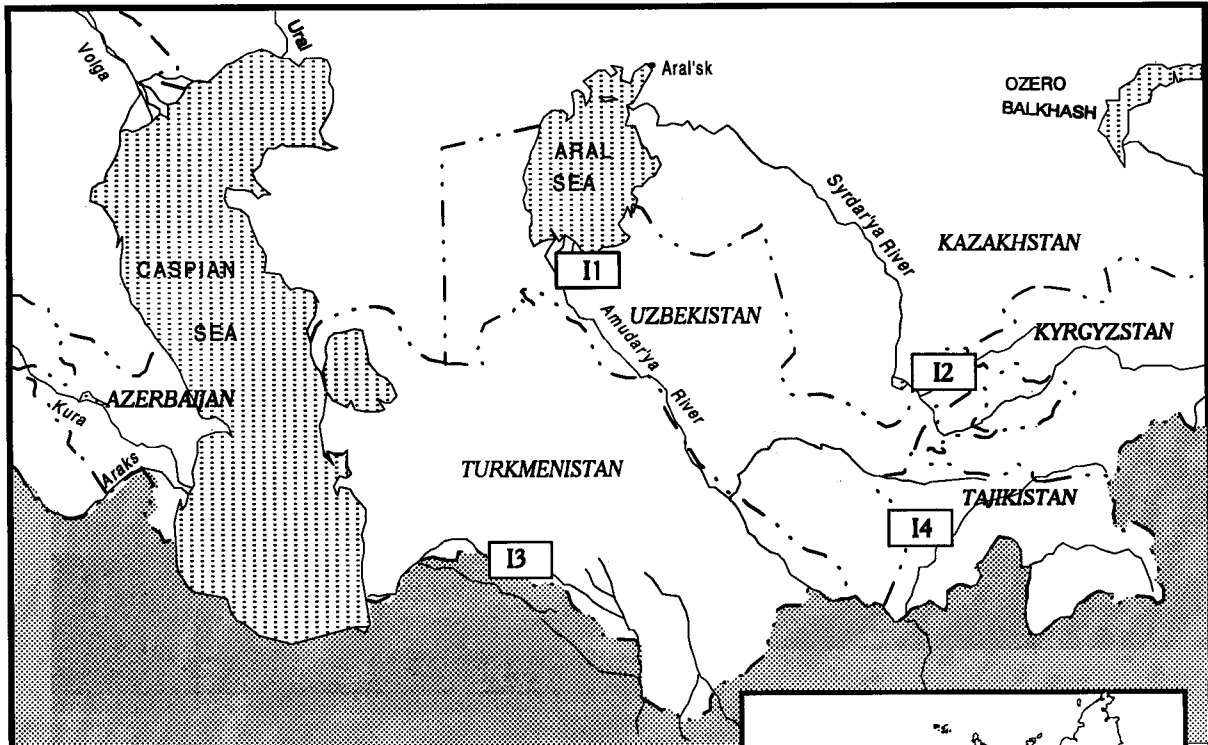 Volga
Ural
Aral'sk
OZERO
BALKHASH
ARAL
SEA
Syrdar'ya River
KAZAKHSTAN
CASPIAN
SEA
I1
UZBEKISTAN
Amudar'ya
River
KYRGYZSTAN
I2
AZERBAIJAN
Kura
Araks
TURKMENISTAN
TAJIKISTAN
I4
I3